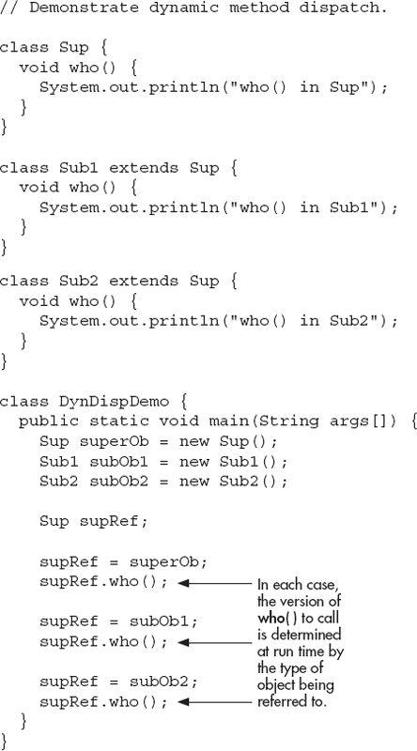 // Demonstrate dynamic method dispatch.

class Sup {
  void who() {
    System.out.println("who() in Sup");
  }
}

class Sub1 extends Sup {
  void who() {
    System.out.println("who() in Sub1");
  }
}

class Sub2 extends Sup {
  void who() {
    System.out.println("who() in Sub2");
  }
}

class DynDispDemo {
  public static void main(String args[]) {
    Sup superOb = new Sup();
    Sub1 subOb1 = new Sub1();
    Sub2 subOb2 = new Sub2();

    Sup supRef;

    supRef = superOb;
    supRef.who();

    supRef = subOb1;
    supRef.who();

    supRef = subOb2;
    supRef.who();
  }
}
In each case,
the version of
who( ) to call
is determined
at run time by
the type of
object being
referred to.